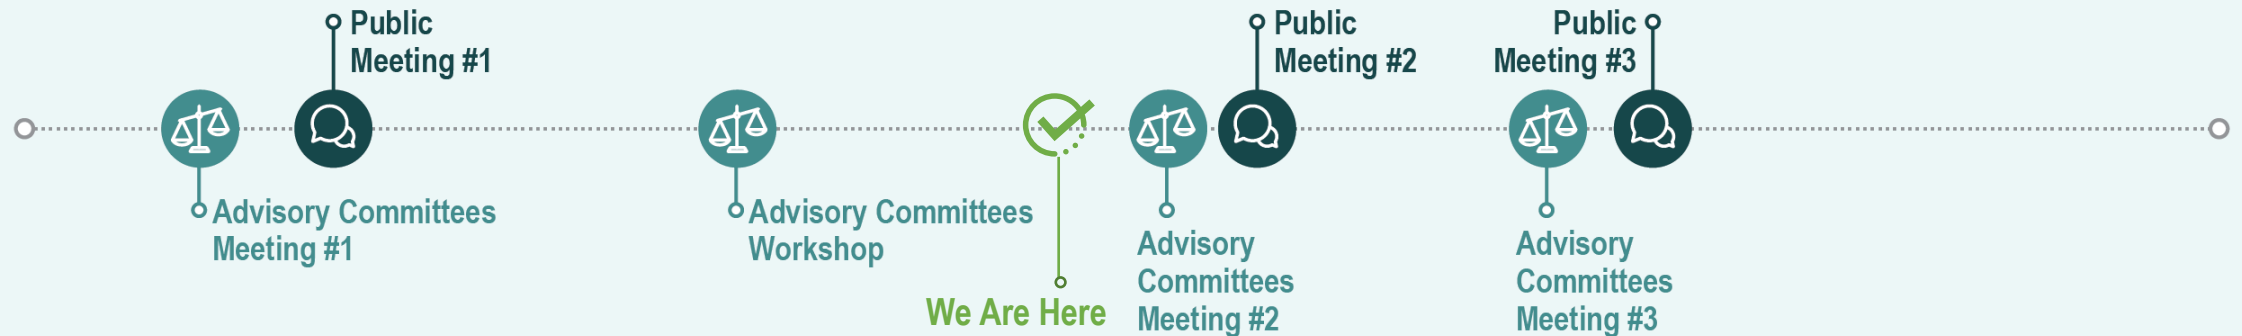 Public
Meeting #1
Public
Meeting #2
Public
Meeting #3
Advisory Committees
Meeting #1
Advisory Committees
Workshop
We Are Here
Advisory
Committees
Meeting #2
Advisory
Committees
Meeting #3